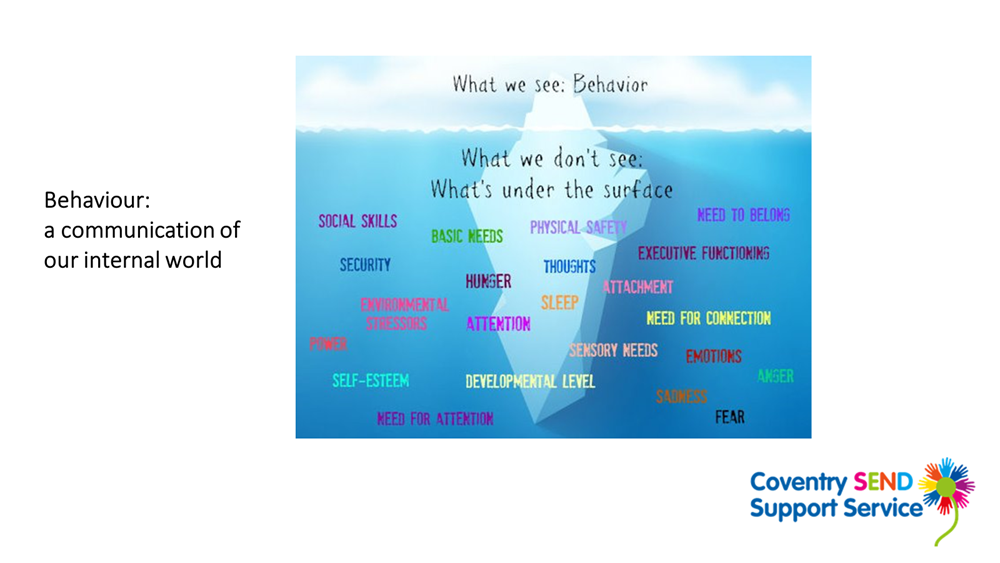 Behaviour:
a communication of
our internal world
What we see: Behavior
What we don't see:
What's under the surface
SOCIAL SKILLS
BASIC NEEDS
PHYSICAL SAFETY
NEED TO BELONG
SECURITY
HUNGER
THOUGHTS
EXECUTIVE FUNCTIONING
ENVIRONMENTAL
STRESSORS
ATTENTION
SLEEP
ATTACHMENT
NEED FOR CONNECTION
POWER
SENSORY NEEDS
EMOTIONS
SELF-ESTEEM
DEVELOPMENTAL LEVEL
ANGER
SADNESS
NEED FOR ATTENTION
FEAR
Coventry SEND
Support Service